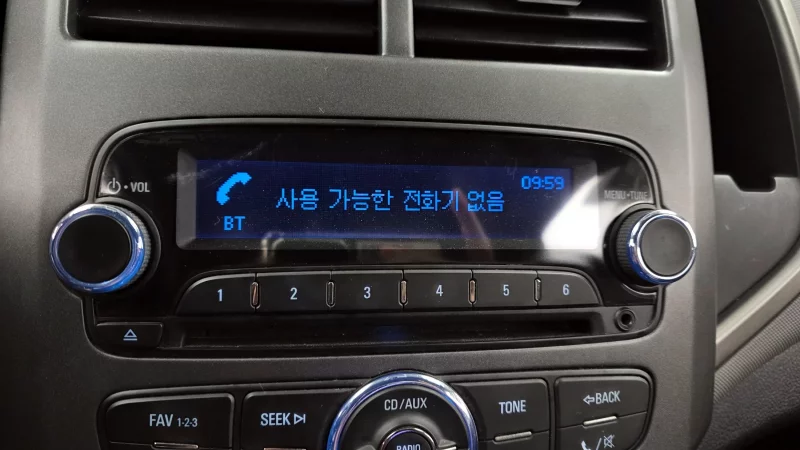 VOL
09:59
사용 가능한 전화기 없음
BT
MENU•TUNE
1 2 3 4 5 6
FAV 1-2-3
SEEK
CD/AUX
TONE
BACK
RADIO